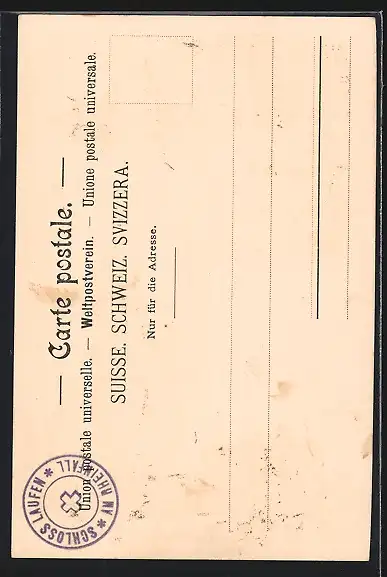 — Carte postale. —
Union postale universelle. — Weltpostverein. — Unione postale universale.
SUISSE. SCHWEIZ. SVIZZERA.
Nur für die Adresse.
* SCHLOSS LAUFEN *
AM RHEINFALL